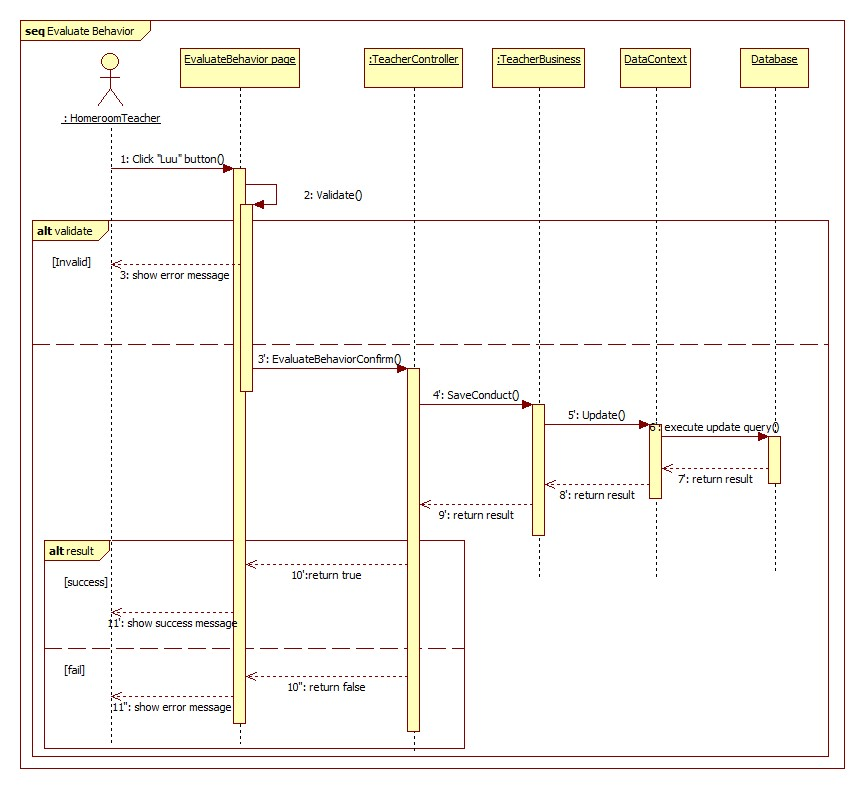 seq Evaluate Behavior
EvaluateBehavior page
:TeacherController
:TeacherBusiness
DataContext
Database
: HomeroomTeacher
1: Click "Luu" button()
2: Validate()
alt validate
[Invalid]
3: show error message
3': EvaluateBehaviorConfirm()
4': SaveConduct()
5': Update()
6': execute update query()
7': return result
8': return result
9': return result
alt result
10':return true
[success]
11': show success message
[fail]
10'': return false
11'': show error message